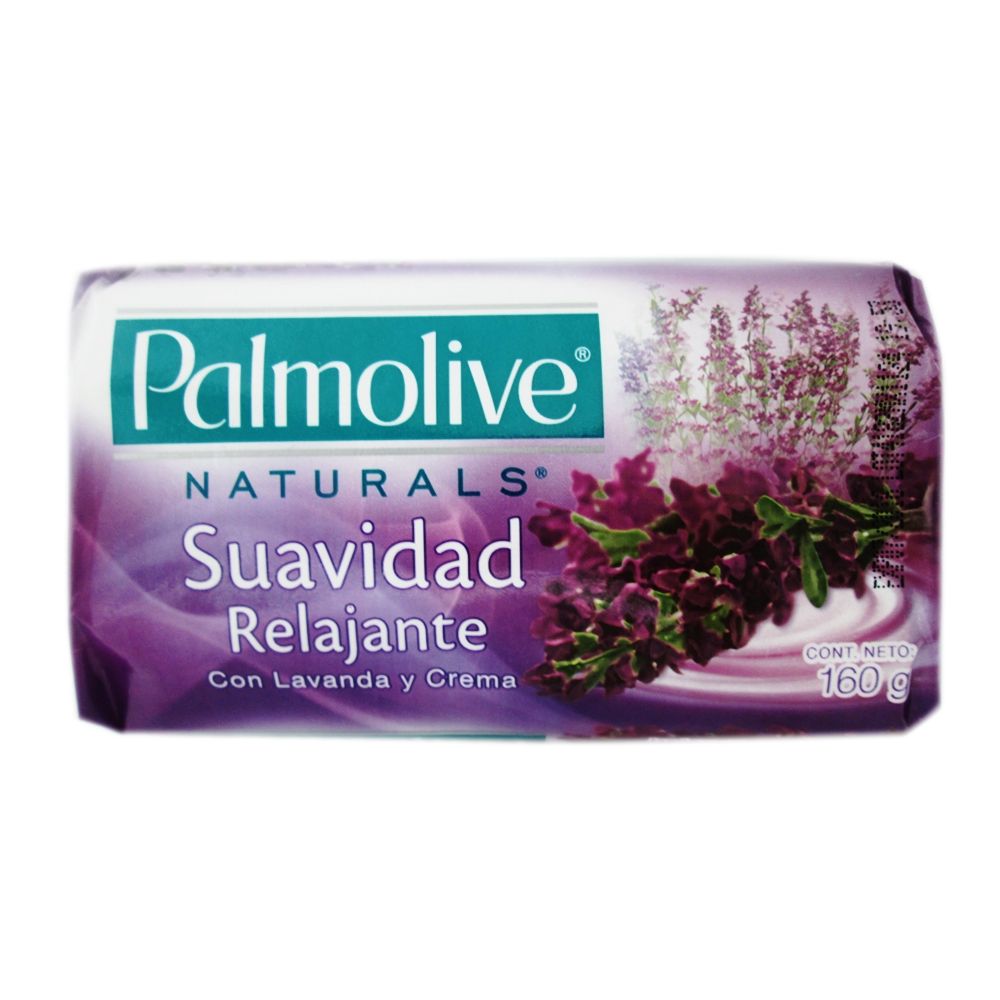 Palmolive®
NATURALS®
Suavidad
Relajante
Con Lavanda y Crema
CONT. NETO:
160 g